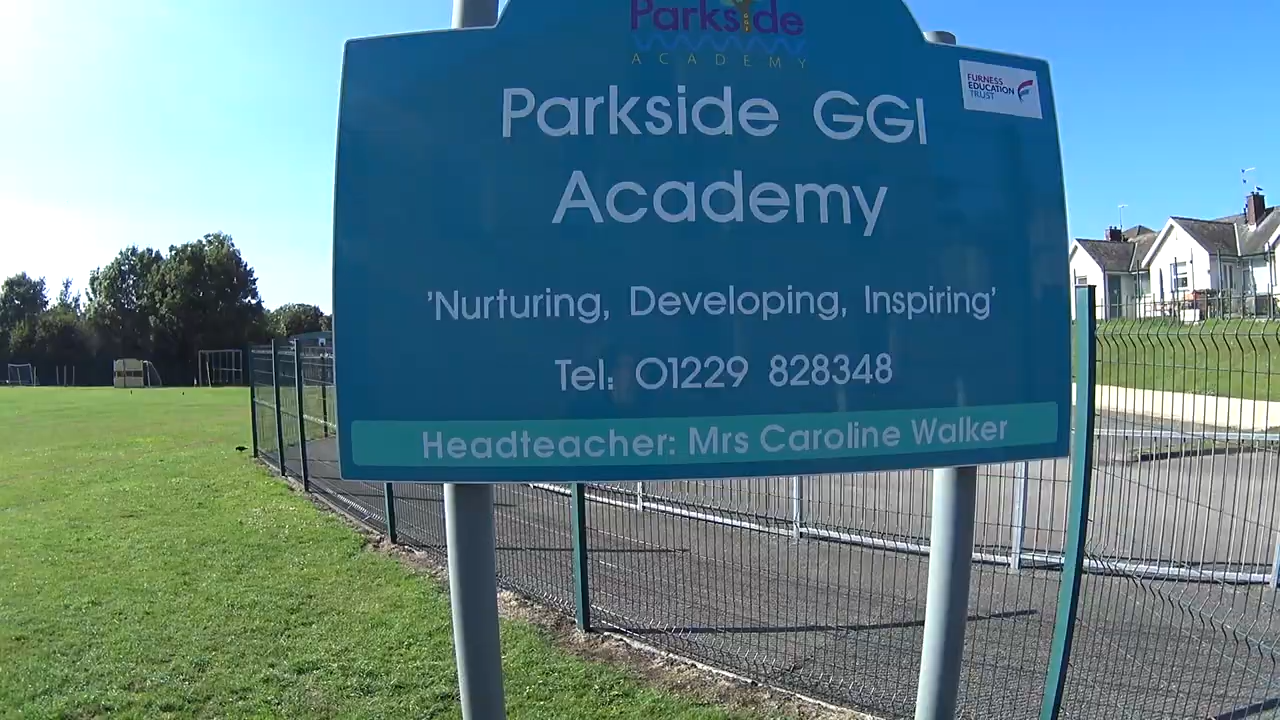 Parkside
ACADEMY
FURNESS
EDUCATION
TRUST
Parkside GGI
Academy
'Nurturing, Developing, Inspiring'
Tel: 01229 828348
Headteacher: Mrs Caroline Walker